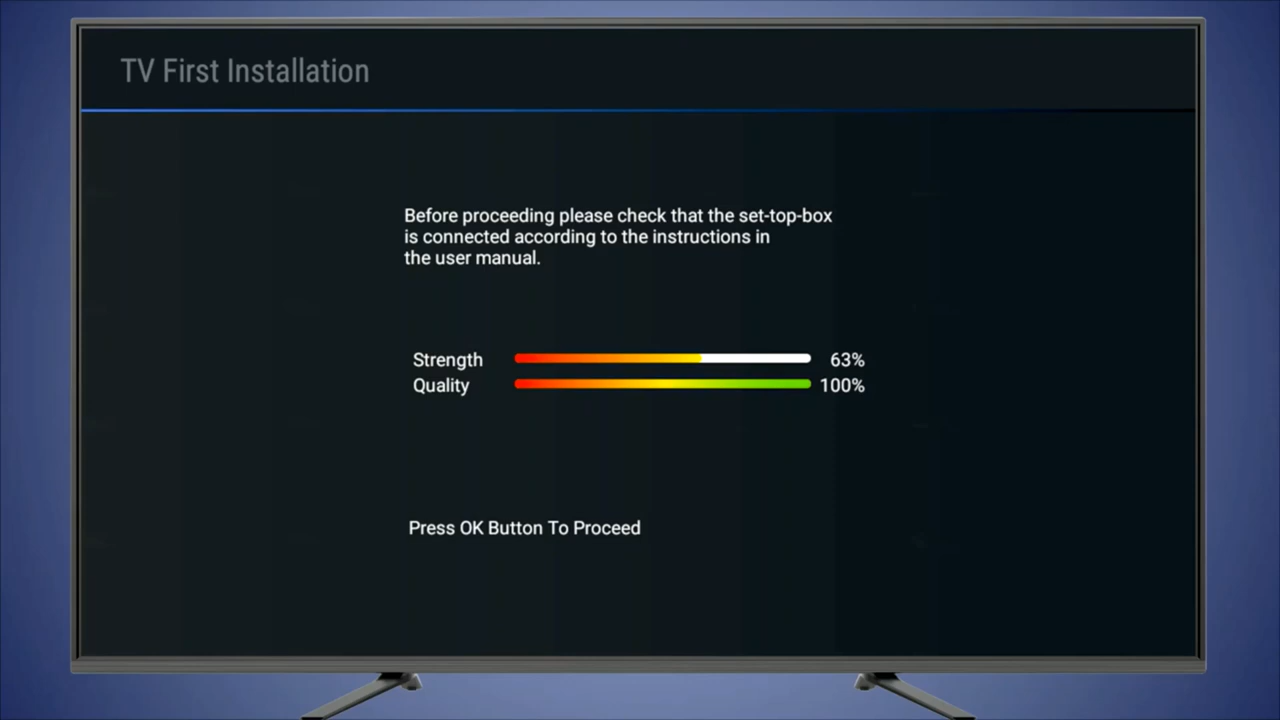 TV First Installation
Before proceeding please check that the set-top-box
is connected according to the instructions in
the user manual.
Strength 63%
Quality 100%
Press OK Button To Proceed